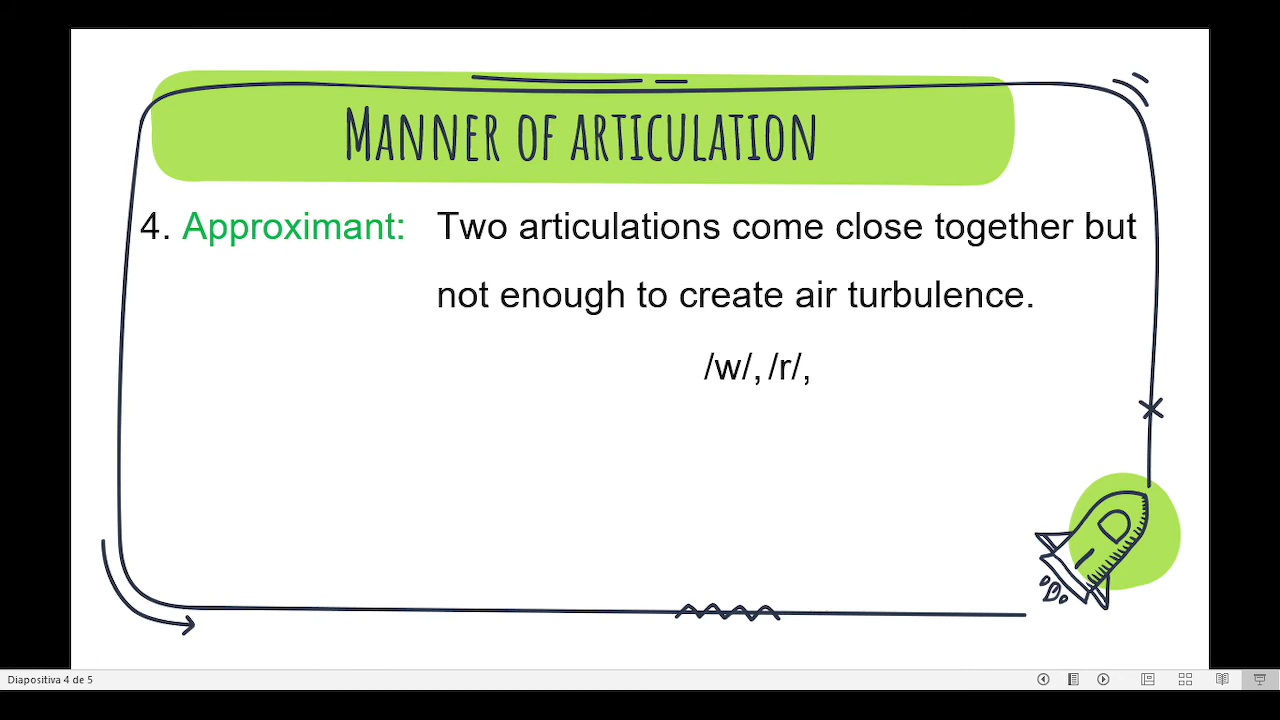 Manner of articulation
4. Approximant: Two articulations come close together but
not enough to create air turbulence.
/w/, /r/,
Diapositiva 4 de 5